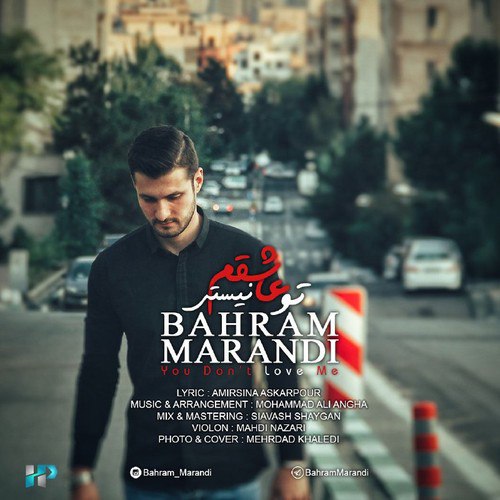 تو عاشقم نیستی
BAHRAM
MARANDI
You Don't Love Me
LYRIC : AMIRSINA ASKARPOUR
MUSIC & ARRANGEMENT : MOHAMMAD ALI ANGHA
MIX & MASTERING : SIAVASH SHAYGAN
VIOLON : MAHDI NAZARI
PHOTO & COVER : MEHRDAD KHALEDI
Bahram_Marandi
BahramMarandi